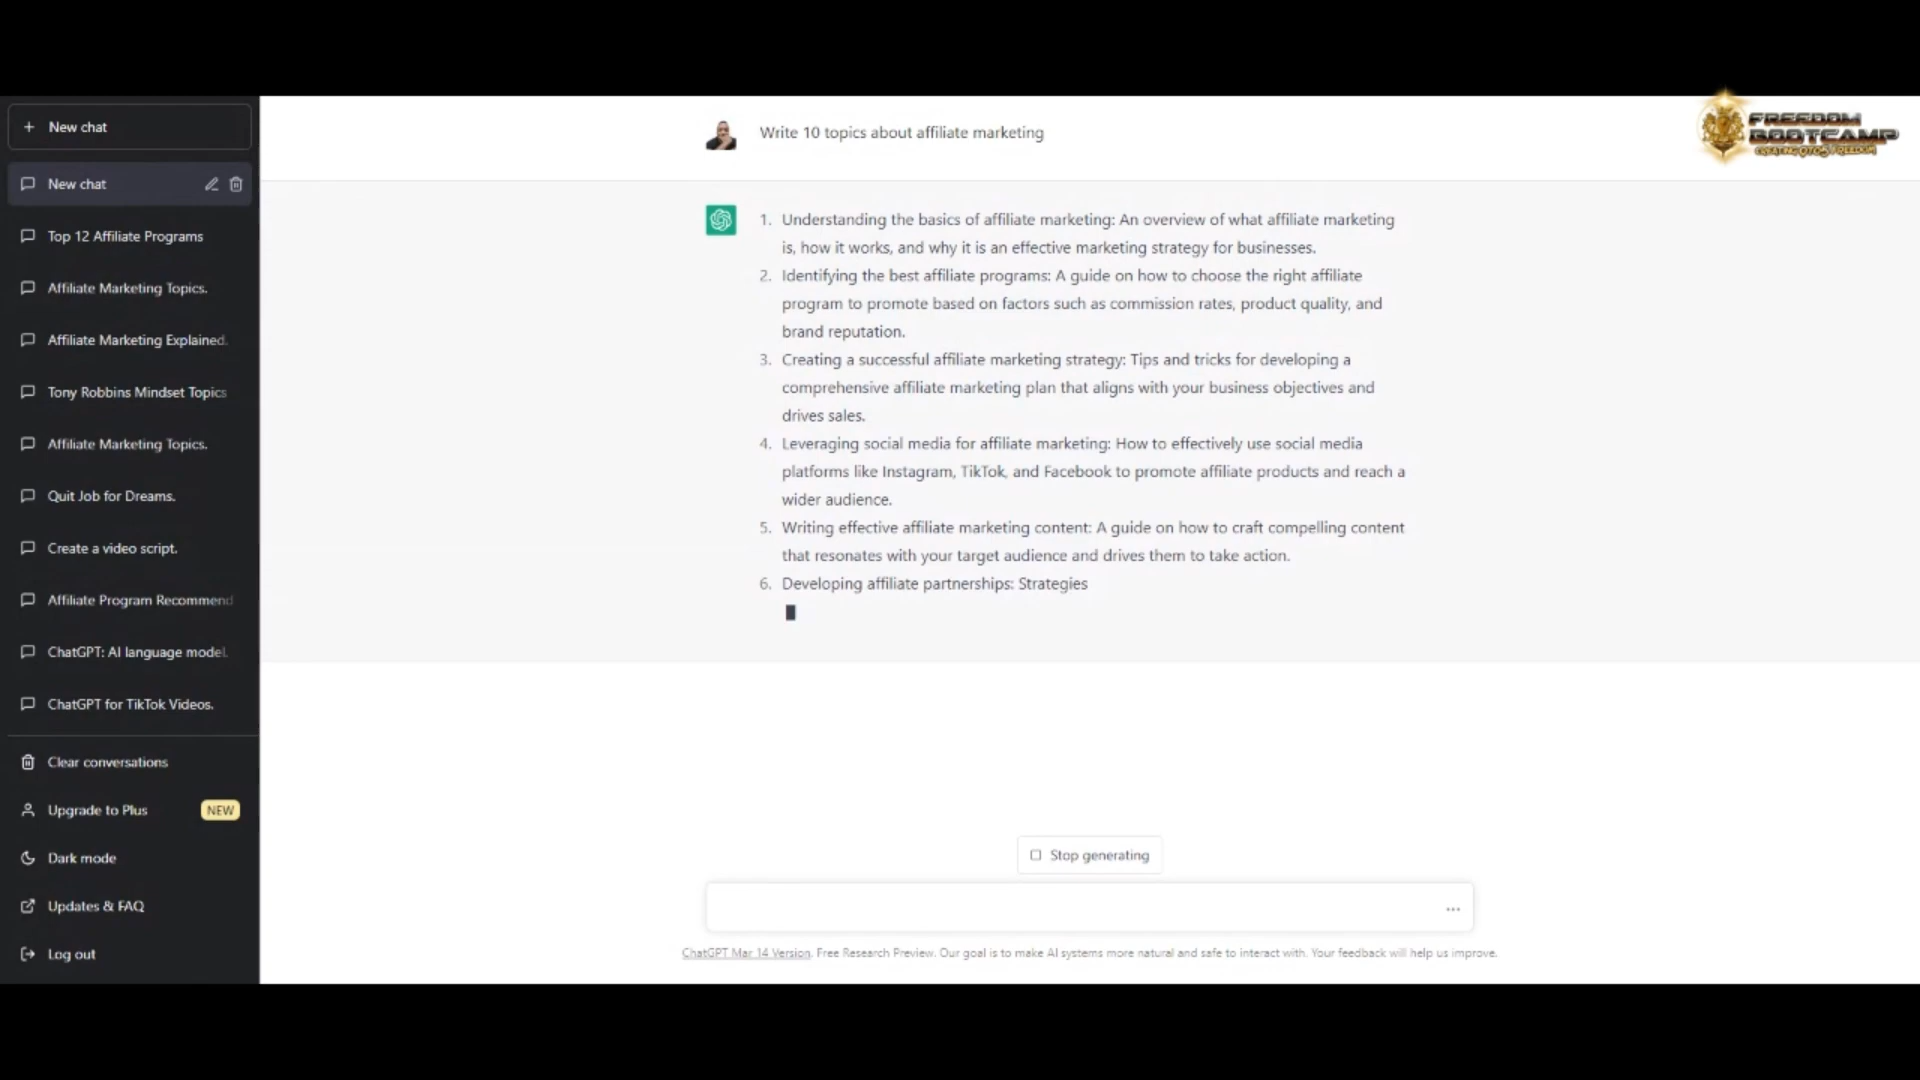 New chat
New chat
Top 12 Affiliate Programs
Affiliate Marketing Topics.
Affiliate Marketing Explained.
Tony Robbins Mindset Topics
Affiliate Marketing Topics.
Quit Job for Dreams.
Create a video script.
Affiliate Program Recommend
ChatGPT: AI language model.
ChatGPT for TikTok Videos.
Clear conversations
Upgrade to Plus NEW
Dark mode
Updates & FAQ
Log out
Write 10 topics about affiliate marketing
FREEDOM
BOOTCAMP
1. Understanding the basics of affiliate marketing: An overview of what affiliate marketing
is, how it works, and why it is an effective marketing strategy for businesses.
2. Identifying the best affiliate programs: A guide on how to choose the right affiliate
program to promote based on factors such as commission rates, product quality, and
brand reputation.
3. Creating a successful affiliate marketing strategy: Tips and tricks for developing a
comprehensive affiliate marketing plan that aligns with your business objectives and
drives sales.
4. Leveraging social media for affiliate marketing: How to effectively use social media
platforms like Instagram, TikTok, and Facebook to promote affiliate products and reach a
wider audience.
5. Writing effective affiliate marketing content: A guide on how to craft compelling content
that resonates with your target audience and drives them to take action.
6. Developing affiliate partnerships: Strategies
Stop generating
ChatGPT Mar 14 Version. Free Research Preview. Our goal is to make AI systems more natural and safe to interact with. Your feedback will help us improve.